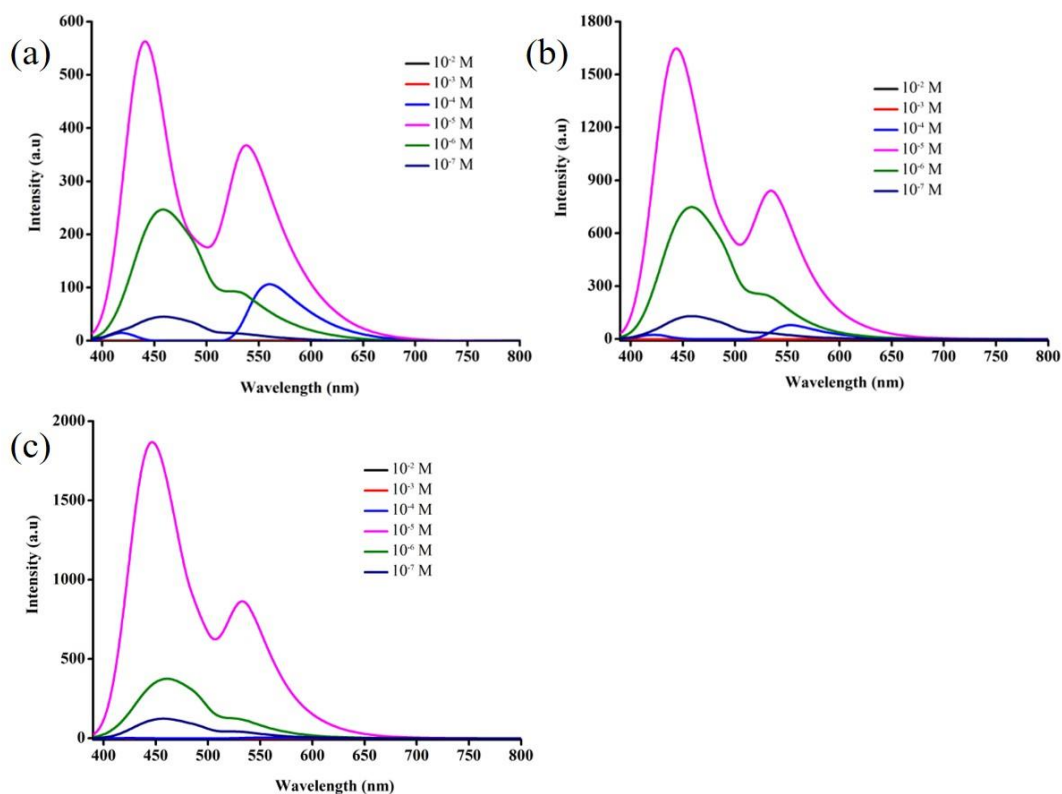 (a)
600
500
400
300
200
100
0
Intensity (a.u)
400 450 500 550 600 650 700 750 800
Wavelength (nm)
10⁻² M
10⁻³ M
10⁻⁴ M
10⁻⁵ M
10⁻⁶ M
10⁻⁷ M
(b)
1800
1500
1200
900
600
300
0
Intensity (a.u)
400 450 500 550 600 650 700 750 800
Wavelength (nm)
10⁻² M
10⁻³ M
10⁻⁴ M
10⁻⁵ M
10⁻⁶ M
10⁻⁷ M
(c)
2000
1500
1000
500
0
Intensity (a.u)
400 450 500 550 600 650 700 750 800
Wavelength (nm)
10⁻² M
10⁻³ M
10⁻⁴ M
10⁻⁵ M
10⁻⁶ M
10⁻⁷ M